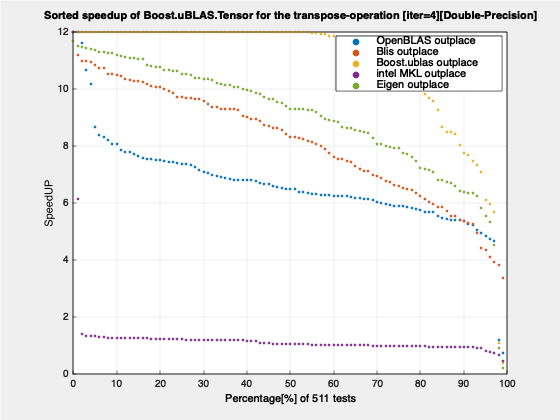 Sorted speedup of Boost.uBLAS.Tensor for the transpose-operation [iter=4][Double-Precision]
OpenBLAS outplace
Blis outplace
Boost.ublas outplace
intel MKL outplace
Eigen outplace
SpeedUP
12
10
8
6
4
2
0
0 10 20 30 40 50 60 70 80 90 100
Percentage[%] of 511 tests